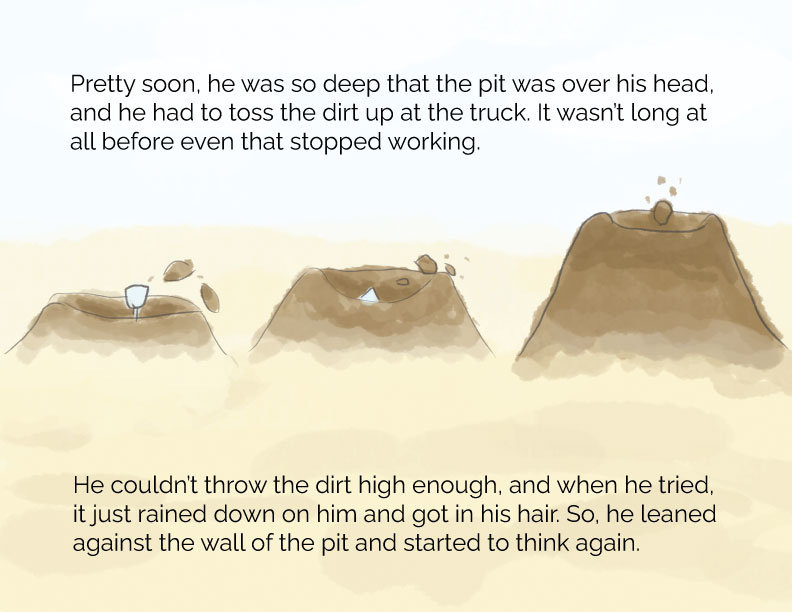 Pretty soon, he was so deep that the pit was over his head,
and he had to toss the dirt up at the truck. It wasn’t long at
all before even that stopped working.
He couldn’t throw the dirt high enough, and when he tried,
it just rained down on him and got in his hair. So, he leaned
against the wall of the pit and started to think again.